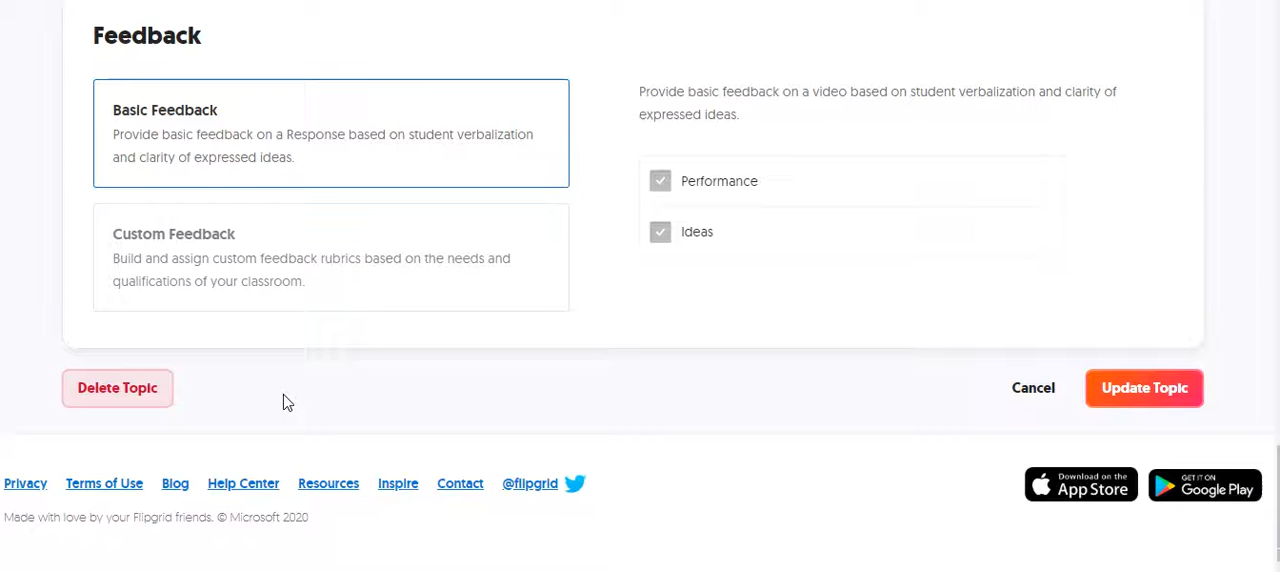 Feedback
Basic Feedback
Provide basic feedback on a Response based on student verbalization
and clarity of expressed ideas.
Custom Feedback
Build and assign custom feedback rubrics based on the needs and
qualifications of your classroom.
Provide basic feedback on a video based on student verbalization and clarity of
expressed ideas.
Performance
Ideas
Delete Topic
Cancel
Update Topic
Privacy Terms of Use Blog Help Center Resources Inspire Contact @flipgrid
Made with love by your Flipgrid friends. © Microsoft 2020
Download on the
App Store
GET IT ON
Google Play